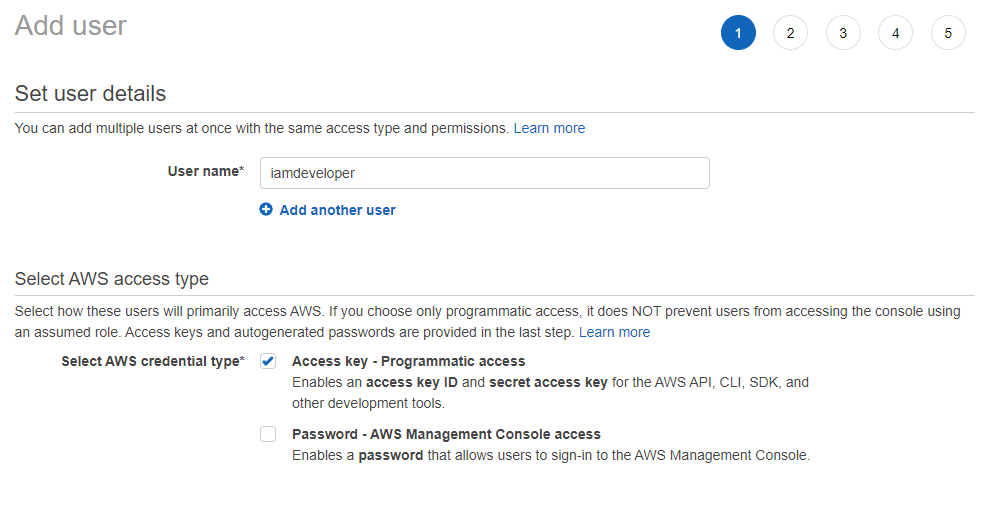 Add user
1 2 3 4 5
Set user details
You can add multiple users at once with the same access type and permissions. Learn more
User name* iamdeveloper
Add another user
Select AWS access type
Select how these users will primarily access AWS. If you choose only programmatic access, it does NOT prevent users from accessing the console using
an assumed role. Access keys and autogenerated passwords are provided in the last step. Learn more
Select AWS credential type* Access key - Programmatic access
Enables an access key ID and secret access key for the AWS API, CLI, SDK, and
other development tools.
Password - AWS Management Console access
Enables a password that allows users to sign-in to the AWS Management Console.